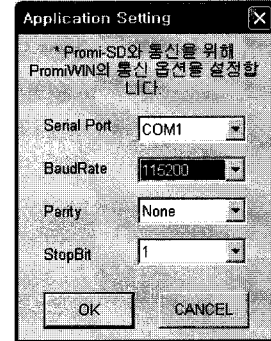 Application Setting
* Promi-SD와 통신을 위해
PromiWIN의 통신 옵션을 설정합
니다
Serial Port COM1
BaudRate 115200
Parity None
StopBit 1
OK CANCEL